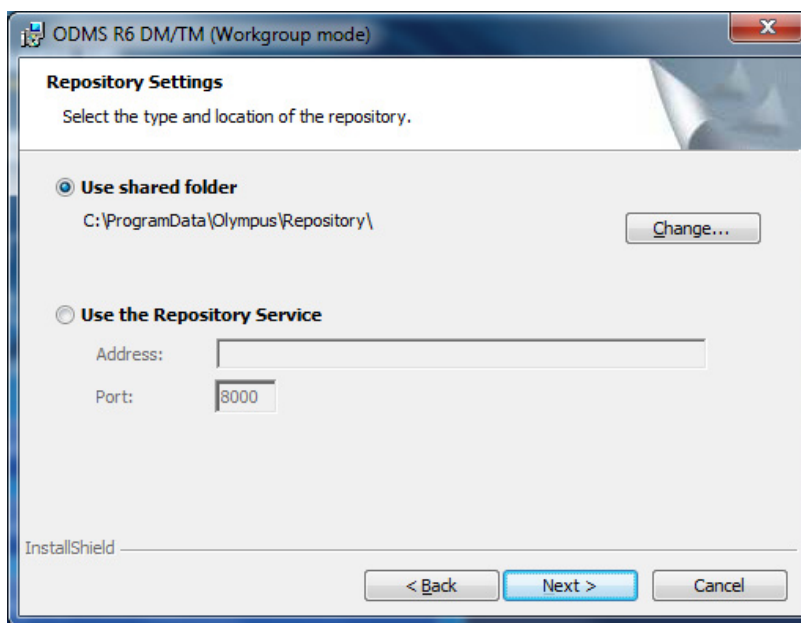 ODMS R6 DM/TM (Workgroup mode)
Repository Settings
Select the type and location of the repository.
Use shared folder
C:\ProgramData\Olympus\Repository\
Change...
Use the Repository Service
Address:
Port: 8000
InstallShield
< Back Next > Cancel